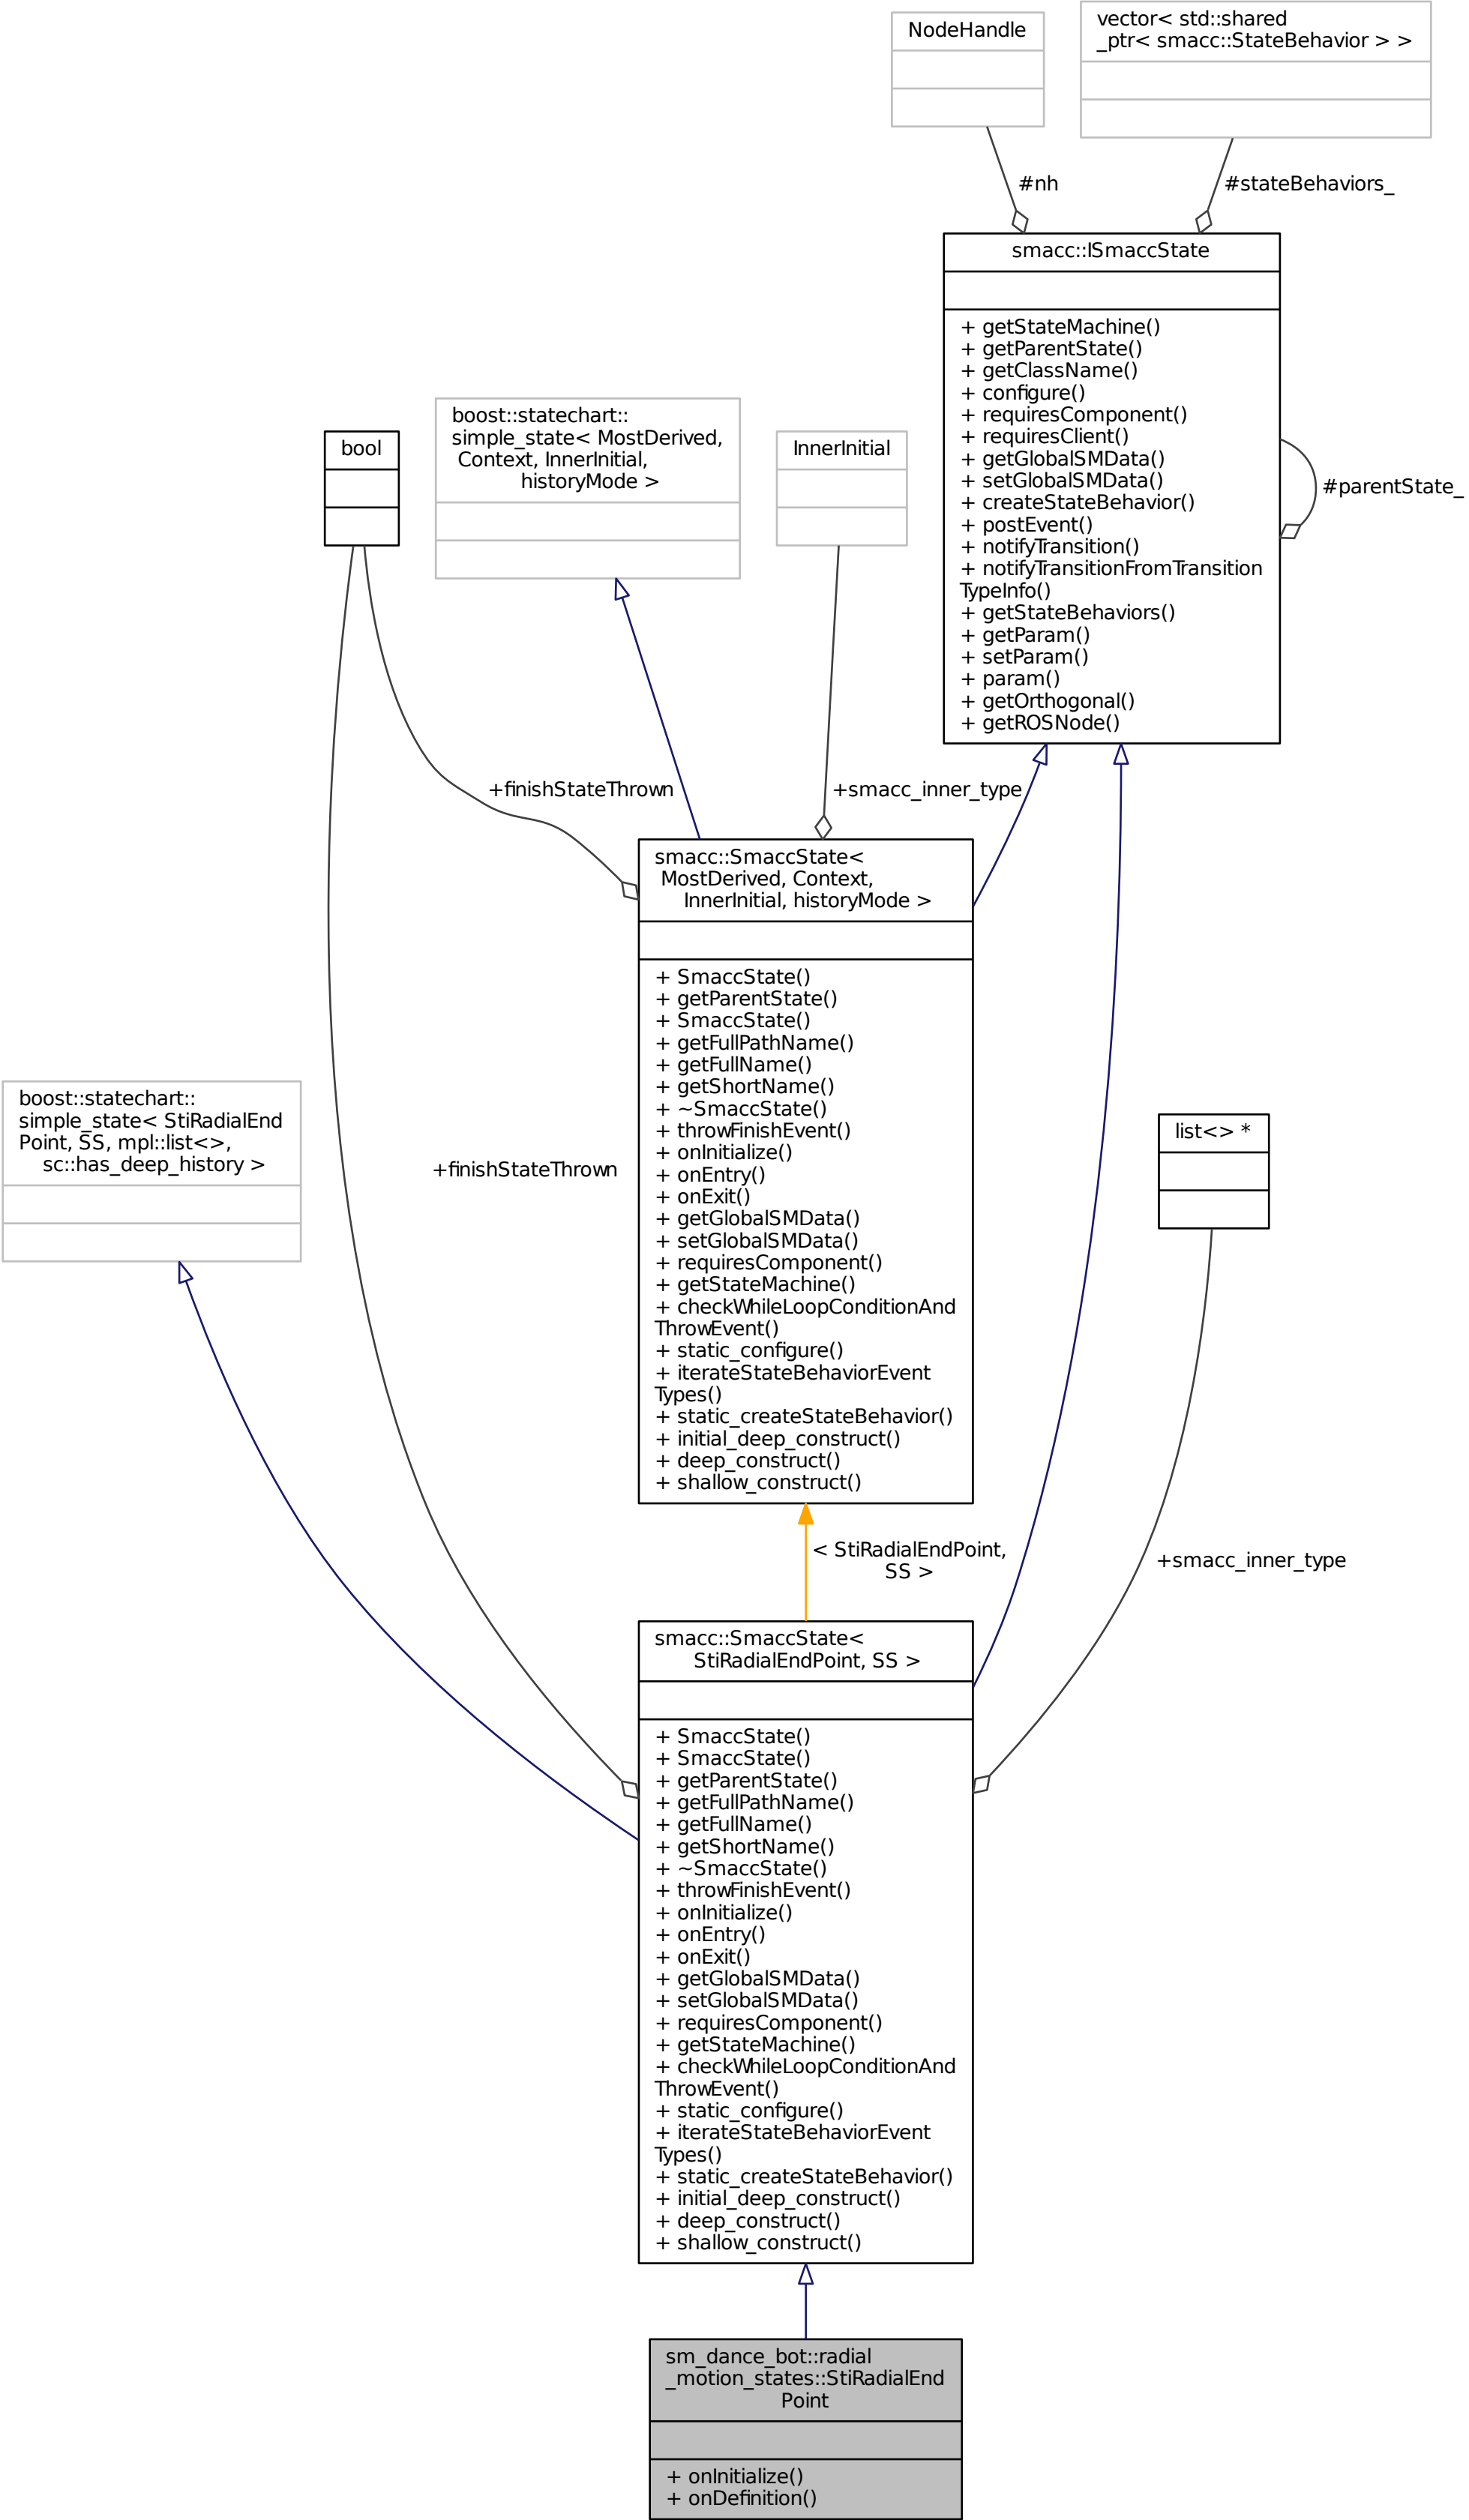 NodeHandle
vector< std::shared
_ptr< smacc::StateBehavior > >
#nh
#stateBehaviors_
smacc::ISmaccState
+ getStateMachine()
+ getParentState()
+ getClassName()
+ configure()
+ requiresComponent()
+ requiresClient()
+ getGlobalSMData()
+ setGlobalSMData()
+ createStateBehavior()
+ postEvent()
+ notifyTransition()
+ notifyTransitionFromTransition
TypeInfo()
+ getStateBehaviors()
+ getParam()
+ setParam()
+ param()
+ getOrthogonal()
+ getROSNode()
#parentState_
bool
boost::statechart::
simple_state< MostDerived,
Context, InnerInitial,
historyMode >
InnerInitial
+finishStateThrown
+smacc_inner_type
smacc::SmaccState<
MostDerived, Context,
InnerInitial, historyMode >
+ SmaccState()
+ getParentState()
+ SmaccState()
+ getFullPathName()
+ getFullName()
+ getShortName()
+ ~SmaccState()
+ throwFinishEvent()
+ onInitialize()
+ onEntry()
+ onExit()
+ getGlobalSMData()
+ setGlobalSMData()
+ requiresComponent()
+ getStateMachine()
+ checkWhileLoopConditionAnd
ThrowEvent()
+ static_configure()
+ iterateStateBehaviorEvent
Types()
+ static_createStateBehavior()
+ initial_deep_construct()
+ deep_construct()
+ shallow_construct()
boost::statechart::
simple_state< StiRadialEnd
Point, SS, mpl::list<>,
sc::has_deep_history >
+finishStateThrown
list<> *
< StiRadialEndPoint,
SS >
+smacc_inner_type
smacc::SmaccState<
StiRadialEndPoint, SS >
+ SmaccState()
+ SmaccState()
+ getParentState()
+ getFullPathName()
+ getFullName()
+ getShortName()
+ ~SmaccState()
+ throwFinishEvent()
+ onInitialize()
+ onEntry()
+ onExit()
+ getGlobalSMData()
+ setGlobalSMData()
+ requiresComponent()
+ getStateMachine()
+ checkWhileLoopConditionAnd
ThrowEvent()
+ static_configure()
+ iterateStateBehaviorEvent
Types()
+ static_createStateBehavior()
+ initial_deep_construct()
+ deep_construct()
+ shallow_construct()
sm_dance_bot::radial
_motion_states::StiRadialEnd
Point
+ onInitialize()
+ onDefinition()